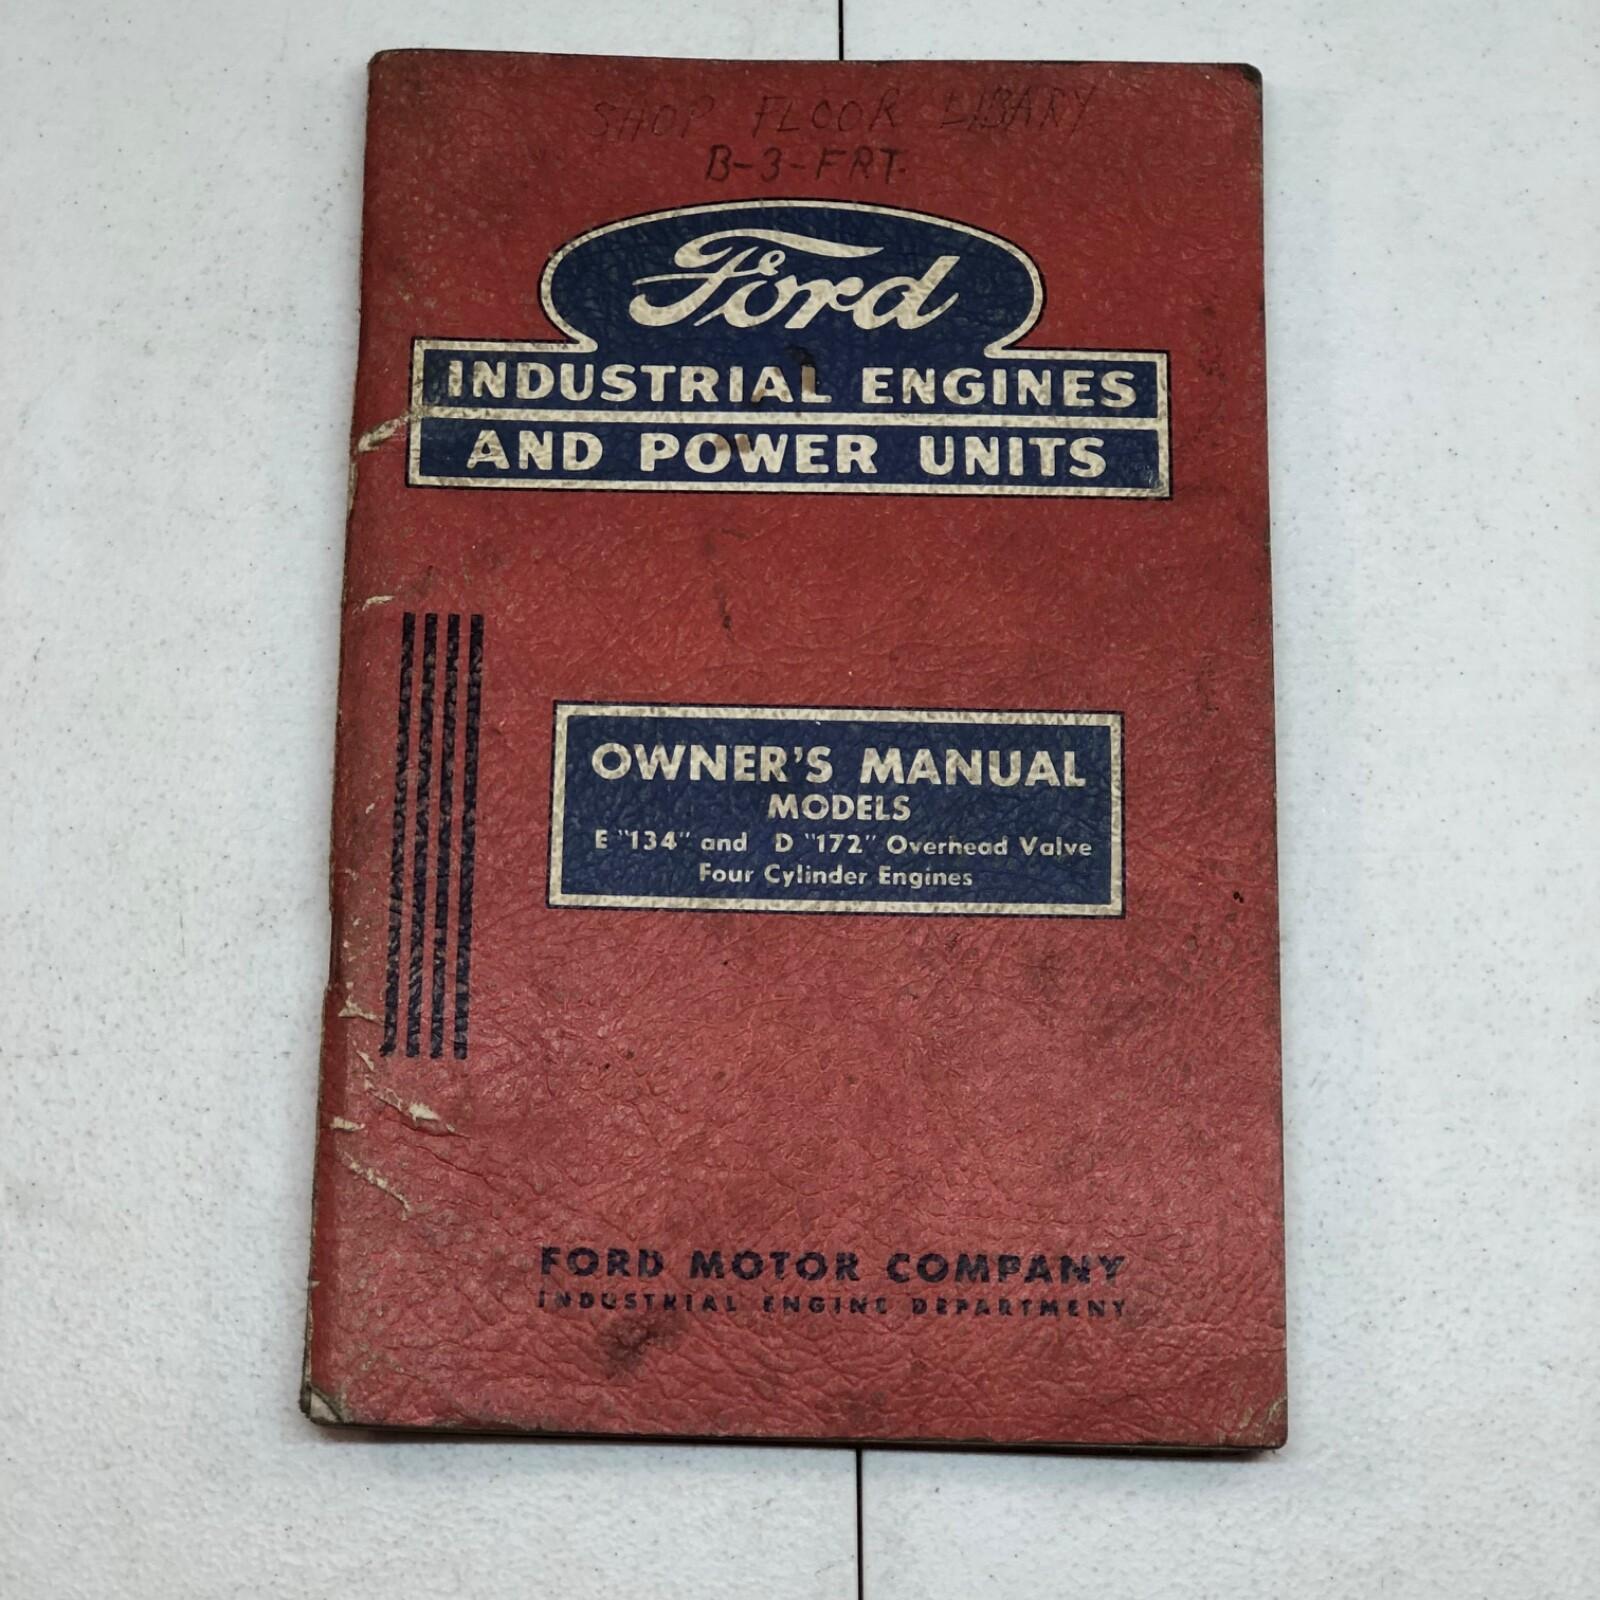 SHOP FLOOR LIBARY
B-3-FRT.
Ford
INDUSTRIAL ENGINES
AND POWER UNITS
OWNER'S MANUAL
MODELS
E "134" and D "172" Overhead Valve
Four Cylinder Engines
FORD MOTOR COMPANY
INDUSTRIAL ENGINE DEPARTMENT